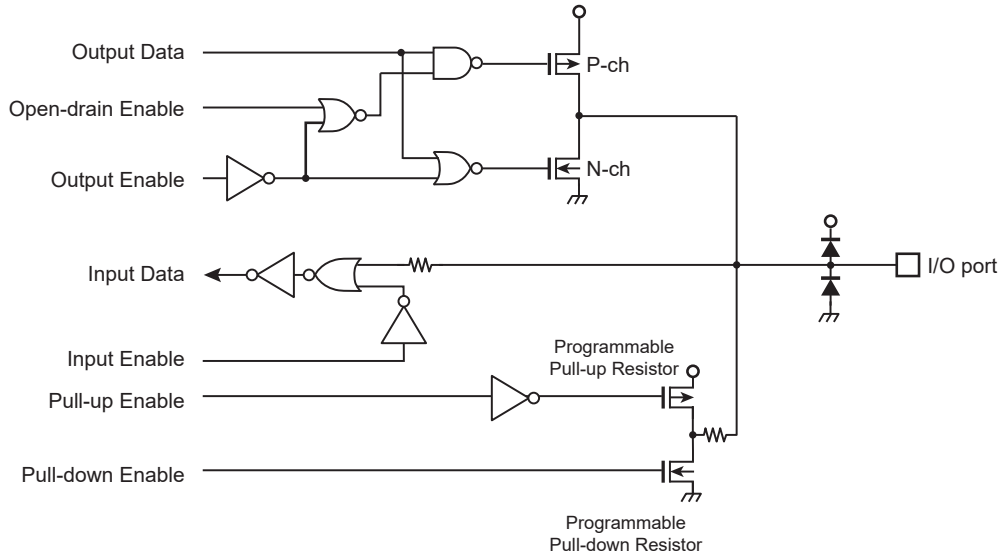 Output Data
P-ch
Open-drain Enable
Output Enable
N-ch
Input Data
I/O port
Input Enable
Programmable
Pull-up Resistor
Pull-up Enable
Pull-down Enable
Programmable
Pull-down Resistor